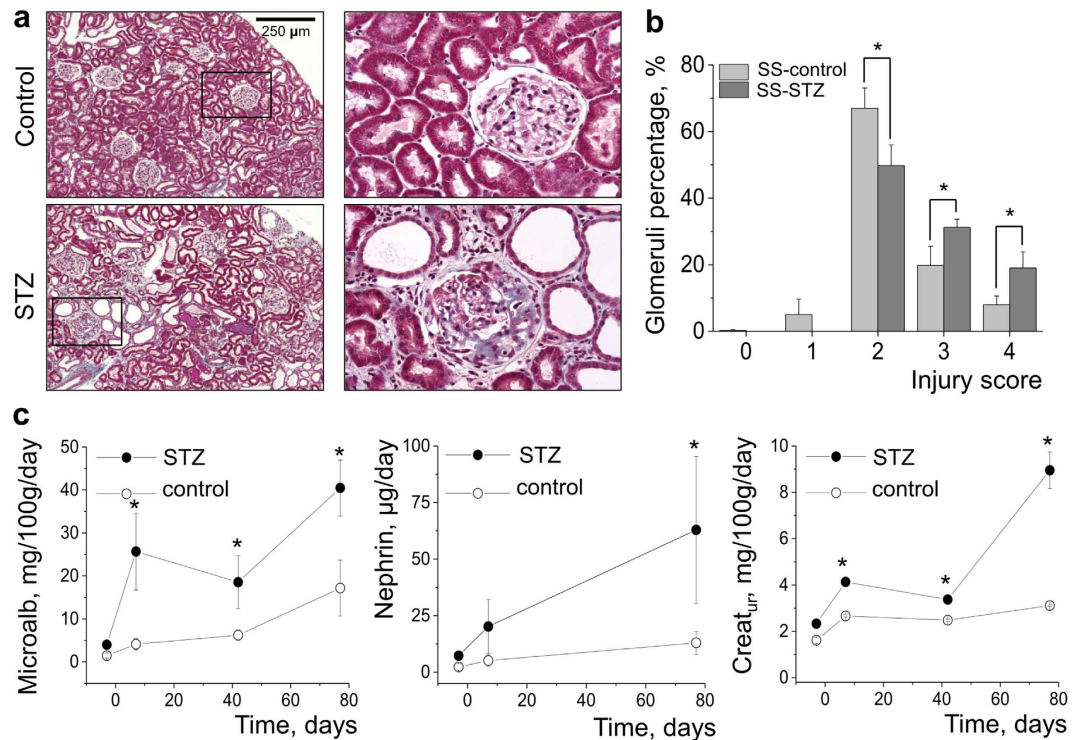 a
250 µm
Control
STZ
b
Glomeruli percentage, %
80
60
40
20
0
SS-control
SS-STZ
*
*
*
0 1 2 3 4
Injury score
c
Microalb, mg/100g/day
50
40
30
20
10
0
STZ
control
*
*
*
0 20 40 60 80
Time, days
Nephrin, µg/day
100
75
50
25
0
STZ
control
*
0 20 40 60 80
Time, days
Creatur, mg/100g/day
10
8
6
4
2
0
STZ
control
*
*
*
0 20 40 60 80
Time, days